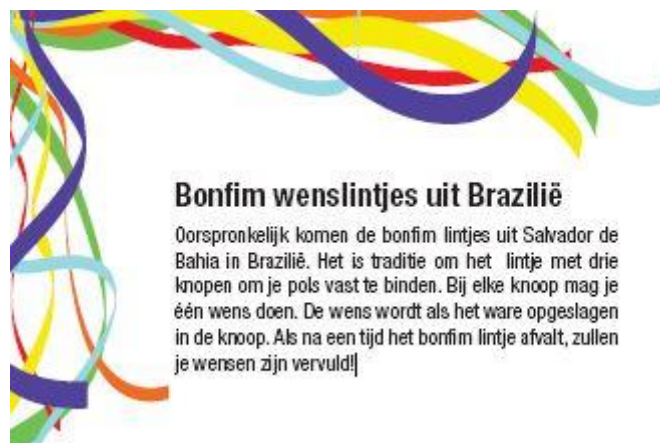 Bonfim wenslintjes uit Brazilië
Oorspronkelijk komen de bonfim lintjes uit Salvador de
Bahia in Brazilië. Het is traditie om het lintje met drie
knopen om je pols vast te binden. Bij elke knoop mag je
één wens doen. De wens wordt als het ware opgeslagen
in de knoop. Als na een tijd het bonfim lintje afvalt, zullen
je wensen zijn vervuld!